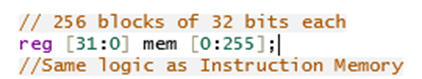 // 256 blocks of 32 bits each
reg [31:0] mem [0:255];
//Same logic as Instruction Memory